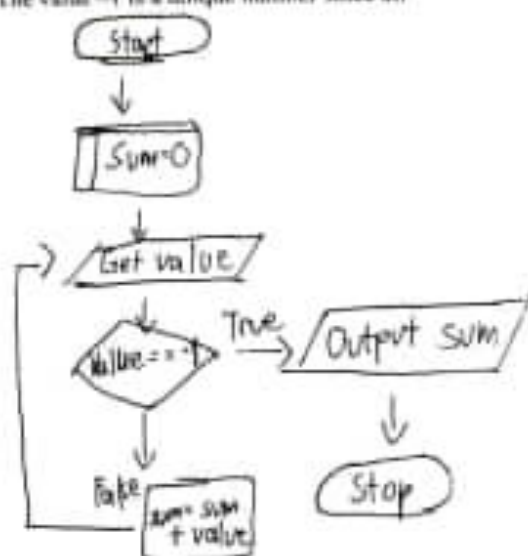 Start
Sum=0
Get value
Value == -1
True
Output sum
False
sum= sum
+ value
Stop